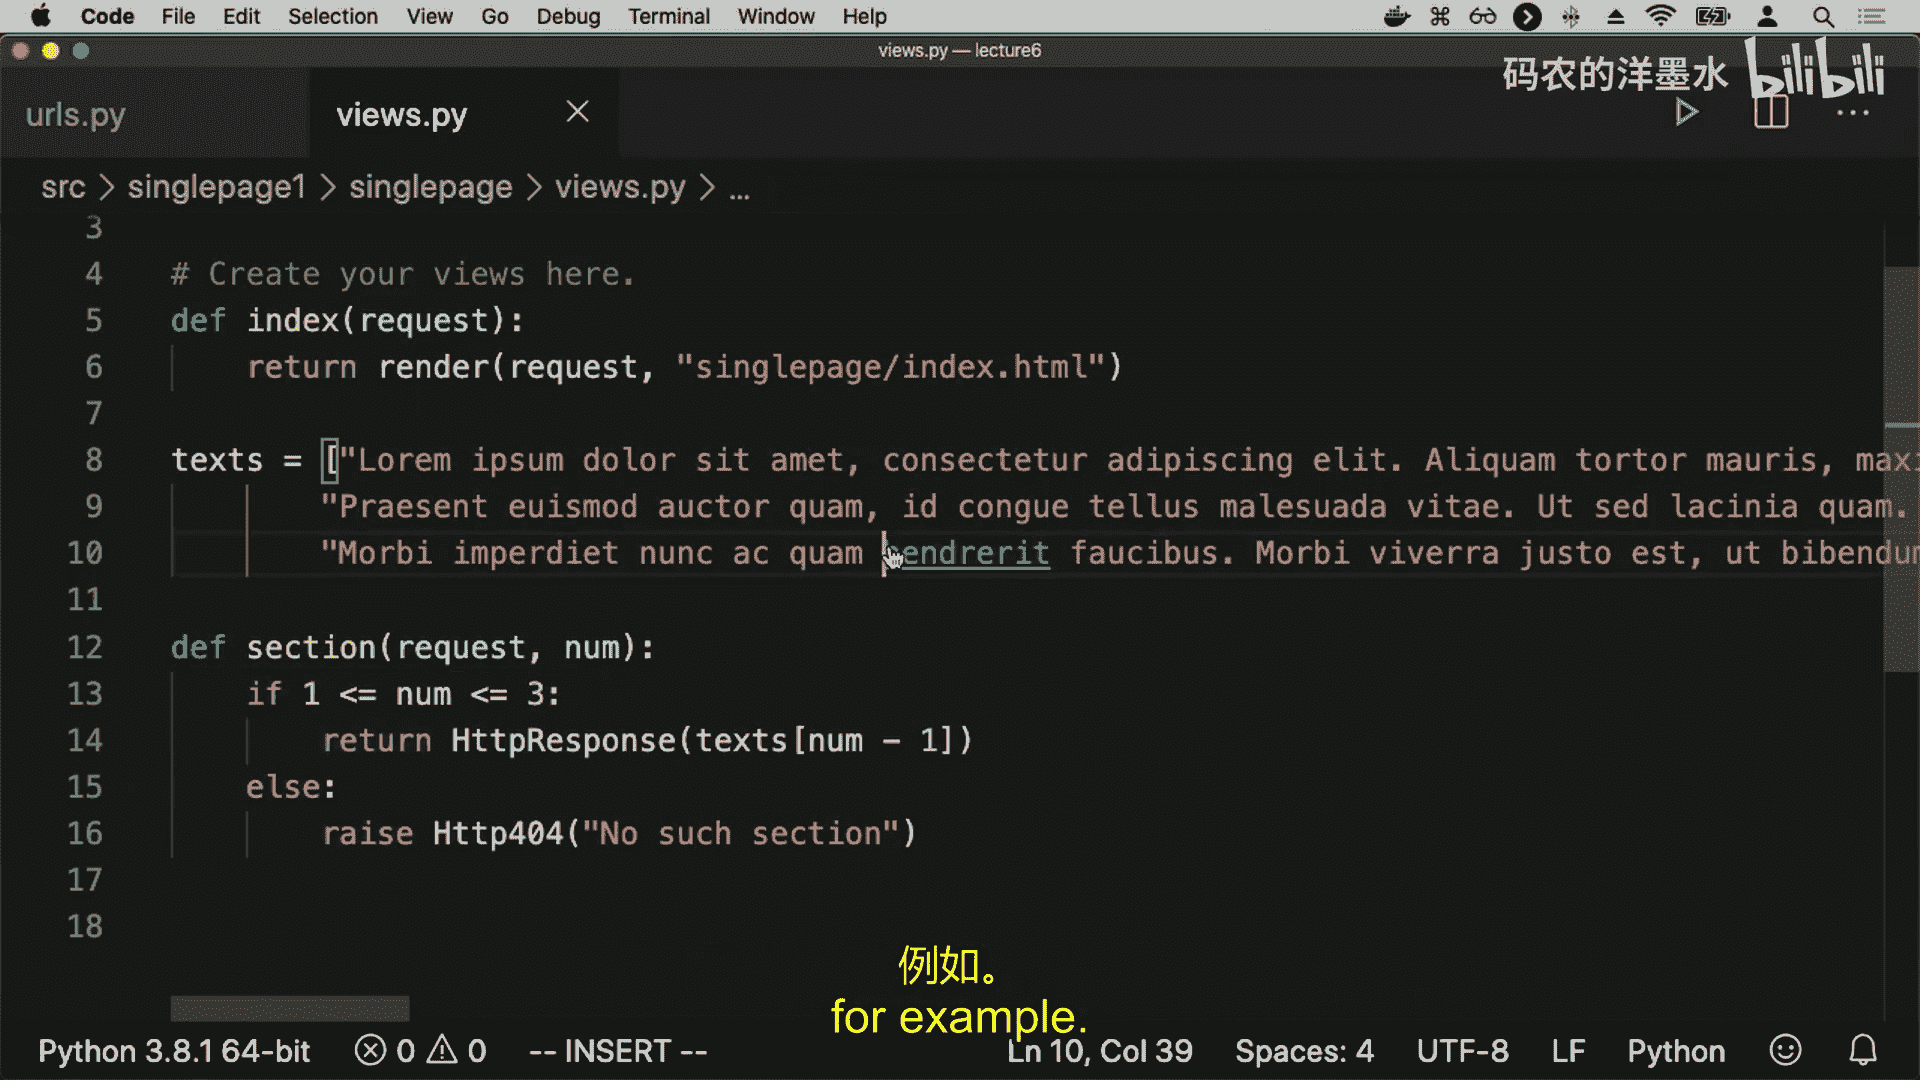 Code File Edit Selection View Go Debug Terminal Window Help
views.py — lecture6
码农的洋墨水 bilibili
urls.py views.py
src > singlepage1 > singlepage > views.py > ...
3
4 # Create your views here.
5 def index(request):
6 return render(request, "singlepage/index.html")
7
8 texts = ["Lorem ipsum dolor sit amet, consectetur adipiscing elit. Aliquam tortor mauris,
9 "Praesent euismod auctor quam, id congue tellus malesuada vitae. Ut sed lacinia quam.
10 "Morbi imperdiet nunc ac quam hendrerit faucibus. Morbi viverra justo est, ut
11
12 def section(request, num):
13 if 1 <= num <= 3:
14 return HttpResponse(texts[num - 1])
15 else:
16 raise Http404("No such section")
17
18
例如。
for example.
Python 3.8.1 64-bit 0 0 -- INSERT -- Ln 10, Col 39 Spaces: 4 UTF-8 LF Python